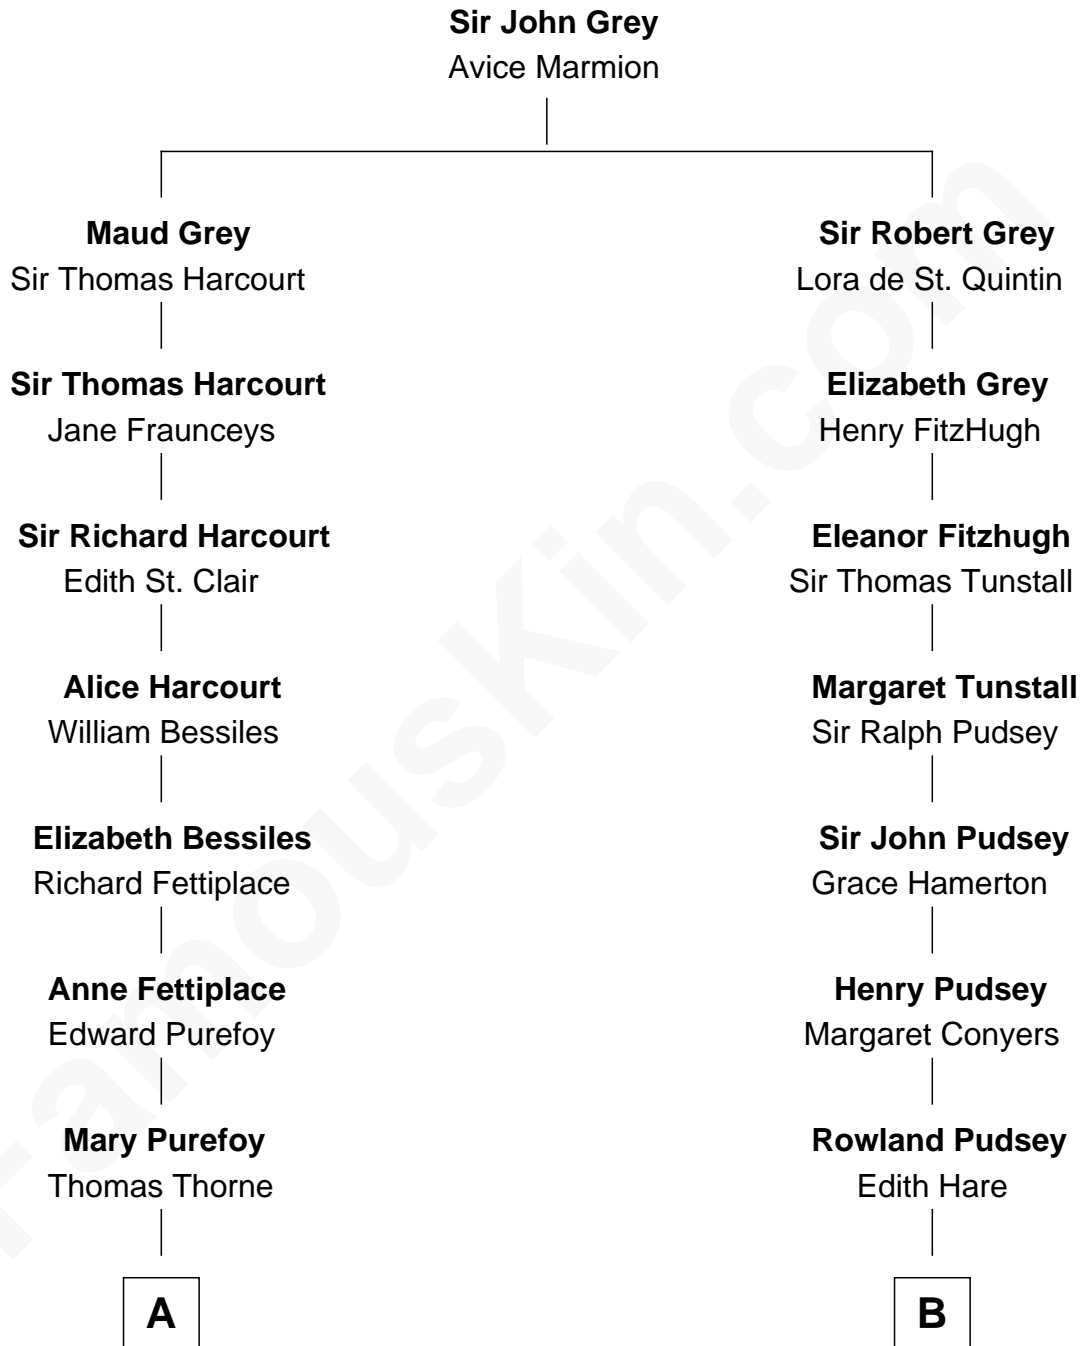 Sir John Grey
Avice Marmion
Maud Grey
Sir Thomas Harcourt
Sir Robert Grey
Lora de St. Quintin
Sir Thomas Harcourt
Jane Fraunceys
Elizabeth Grey
Henry FitzHugh
Sir Richard Harcourt
Edith St. Clair
Eleanor Fitzhugh
Sir Thomas Tunstall
Alice Harcourt
William Bessiles
Margaret Tunstall
Sir Ralph Pudsey
Elizabeth Bessiles
Richard Fettiplace
Sir John Pudsey
Grace Hamerton
Anne Fettiplace
Edward Purefoy
Henry Pudsey
Margaret Conyers
Mary Purefoy
Thomas Thorne
Rowland Pudsey
Edith Hare
A
B
FamousKin.com